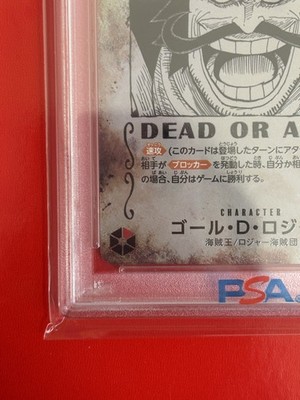 DEAD OR A
速攻 (このカードは登場したターンにアタ
相手が ブロッカー を発動した時、自分か相
の場合、自分はゲームに勝利する。
CHARACTER
ゴール・D・ロジ
海賊王/ロジャー海賊団
PSA